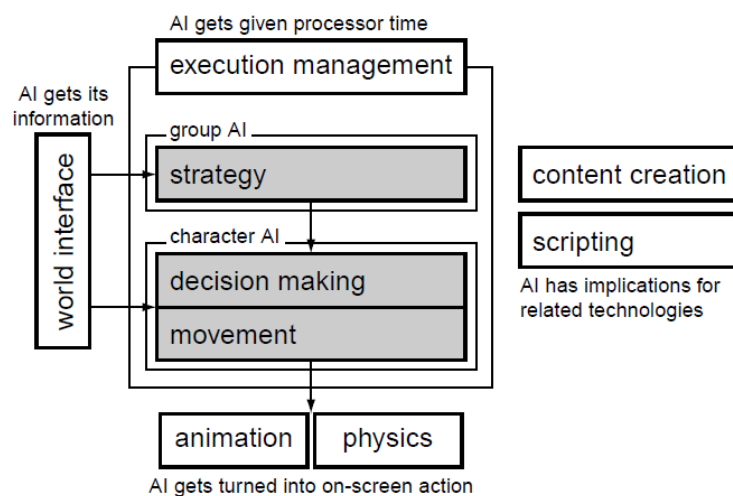 AI gets given processor time
execution management
AI gets its
information
group AI
strategy
world interface
character AI
decision making
movement
content creation
scripting
AI has implications for
related technologies
animation
physics
AI gets turned into on-screen action